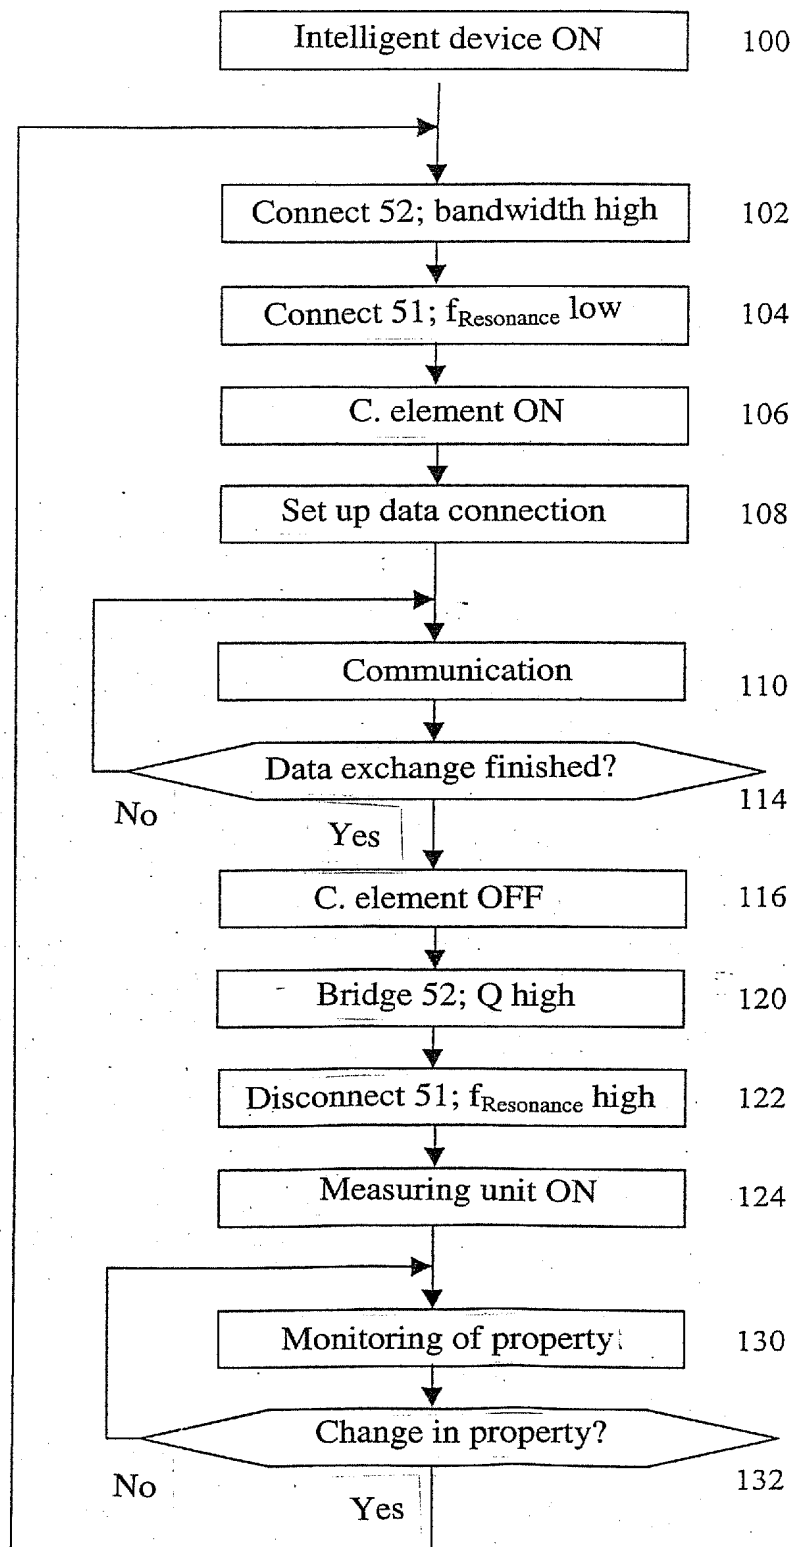 Intelligent device ON 100
Connect 52; bandwidth high 102
Connect 51; fResonance low 104
C. element ON 106
Set up data connection 108
Communication 110
Data exchange finished? 114
No
Yes
C. element OFF 116
Bridge 52; Q high 120
Disconnect 51; fResonance high 122
Measuring unit ON 124
Monitoring of property 130
Change in property? 132
No
Yes